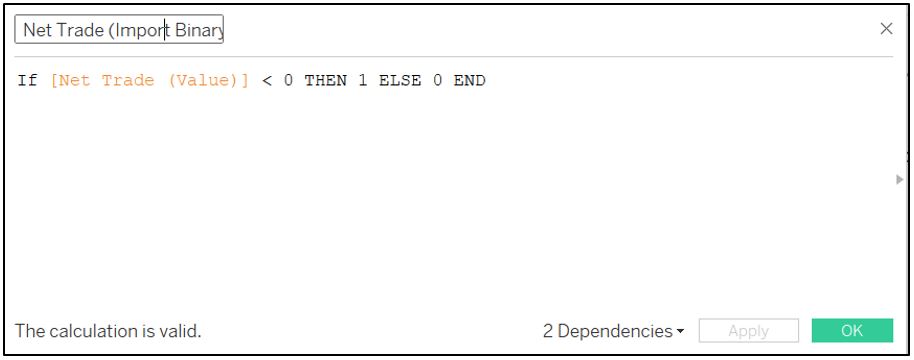 Net Trade (Import Binary
If [Net Trade (Value)] < 0 THEN 1 ELSE 0 END
The calculation is valid.
2 Dependencies
Apply
OK